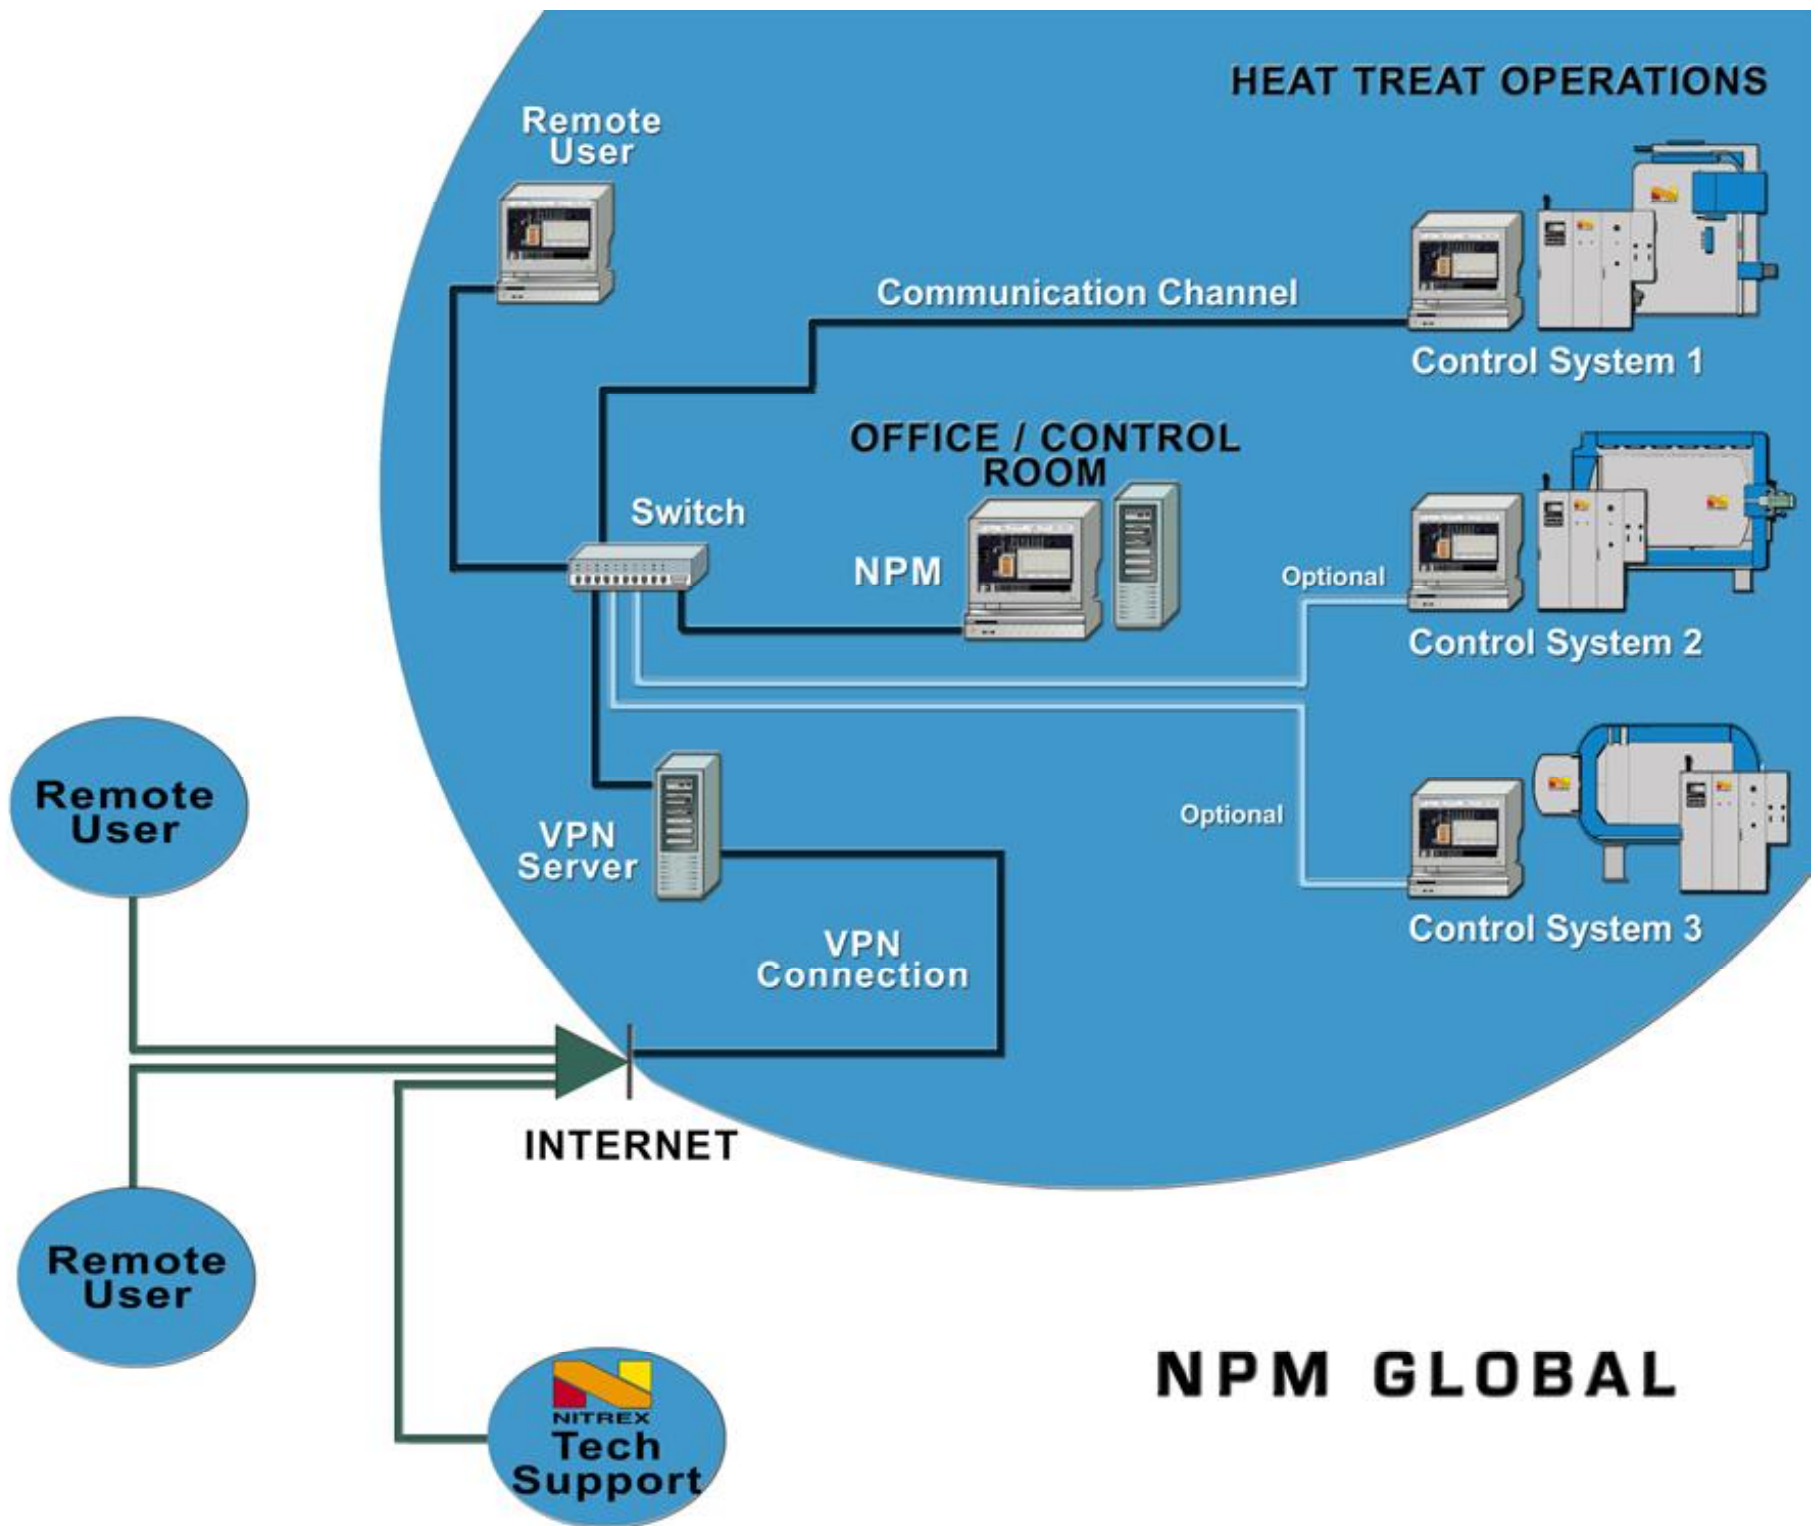 HEAT TREAT OPERATIONS
Remote
User
Communication Channel
Control System 1
OFFICE / CONTROL
ROOM
Switch
NPM
Optional
Control System 2
Remote
User
VPN
Server
Optional
Control System 3
VPN
Connection
INTERNET
Remote
User
NPM GLOBAL
NITREX
Tech
Support